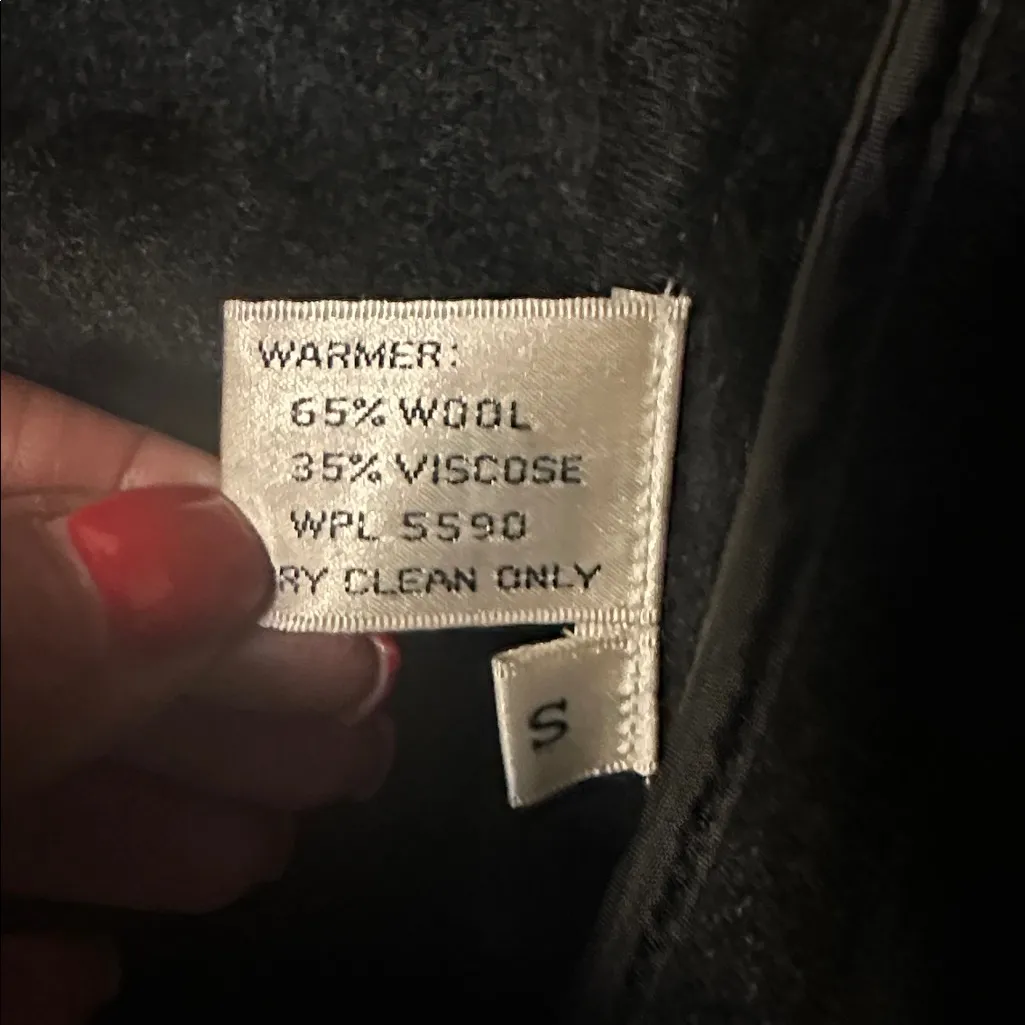 WARMER:
65% WOOL
35% VISCOSE
WPL 5590
RY CLEAN ONLY
S